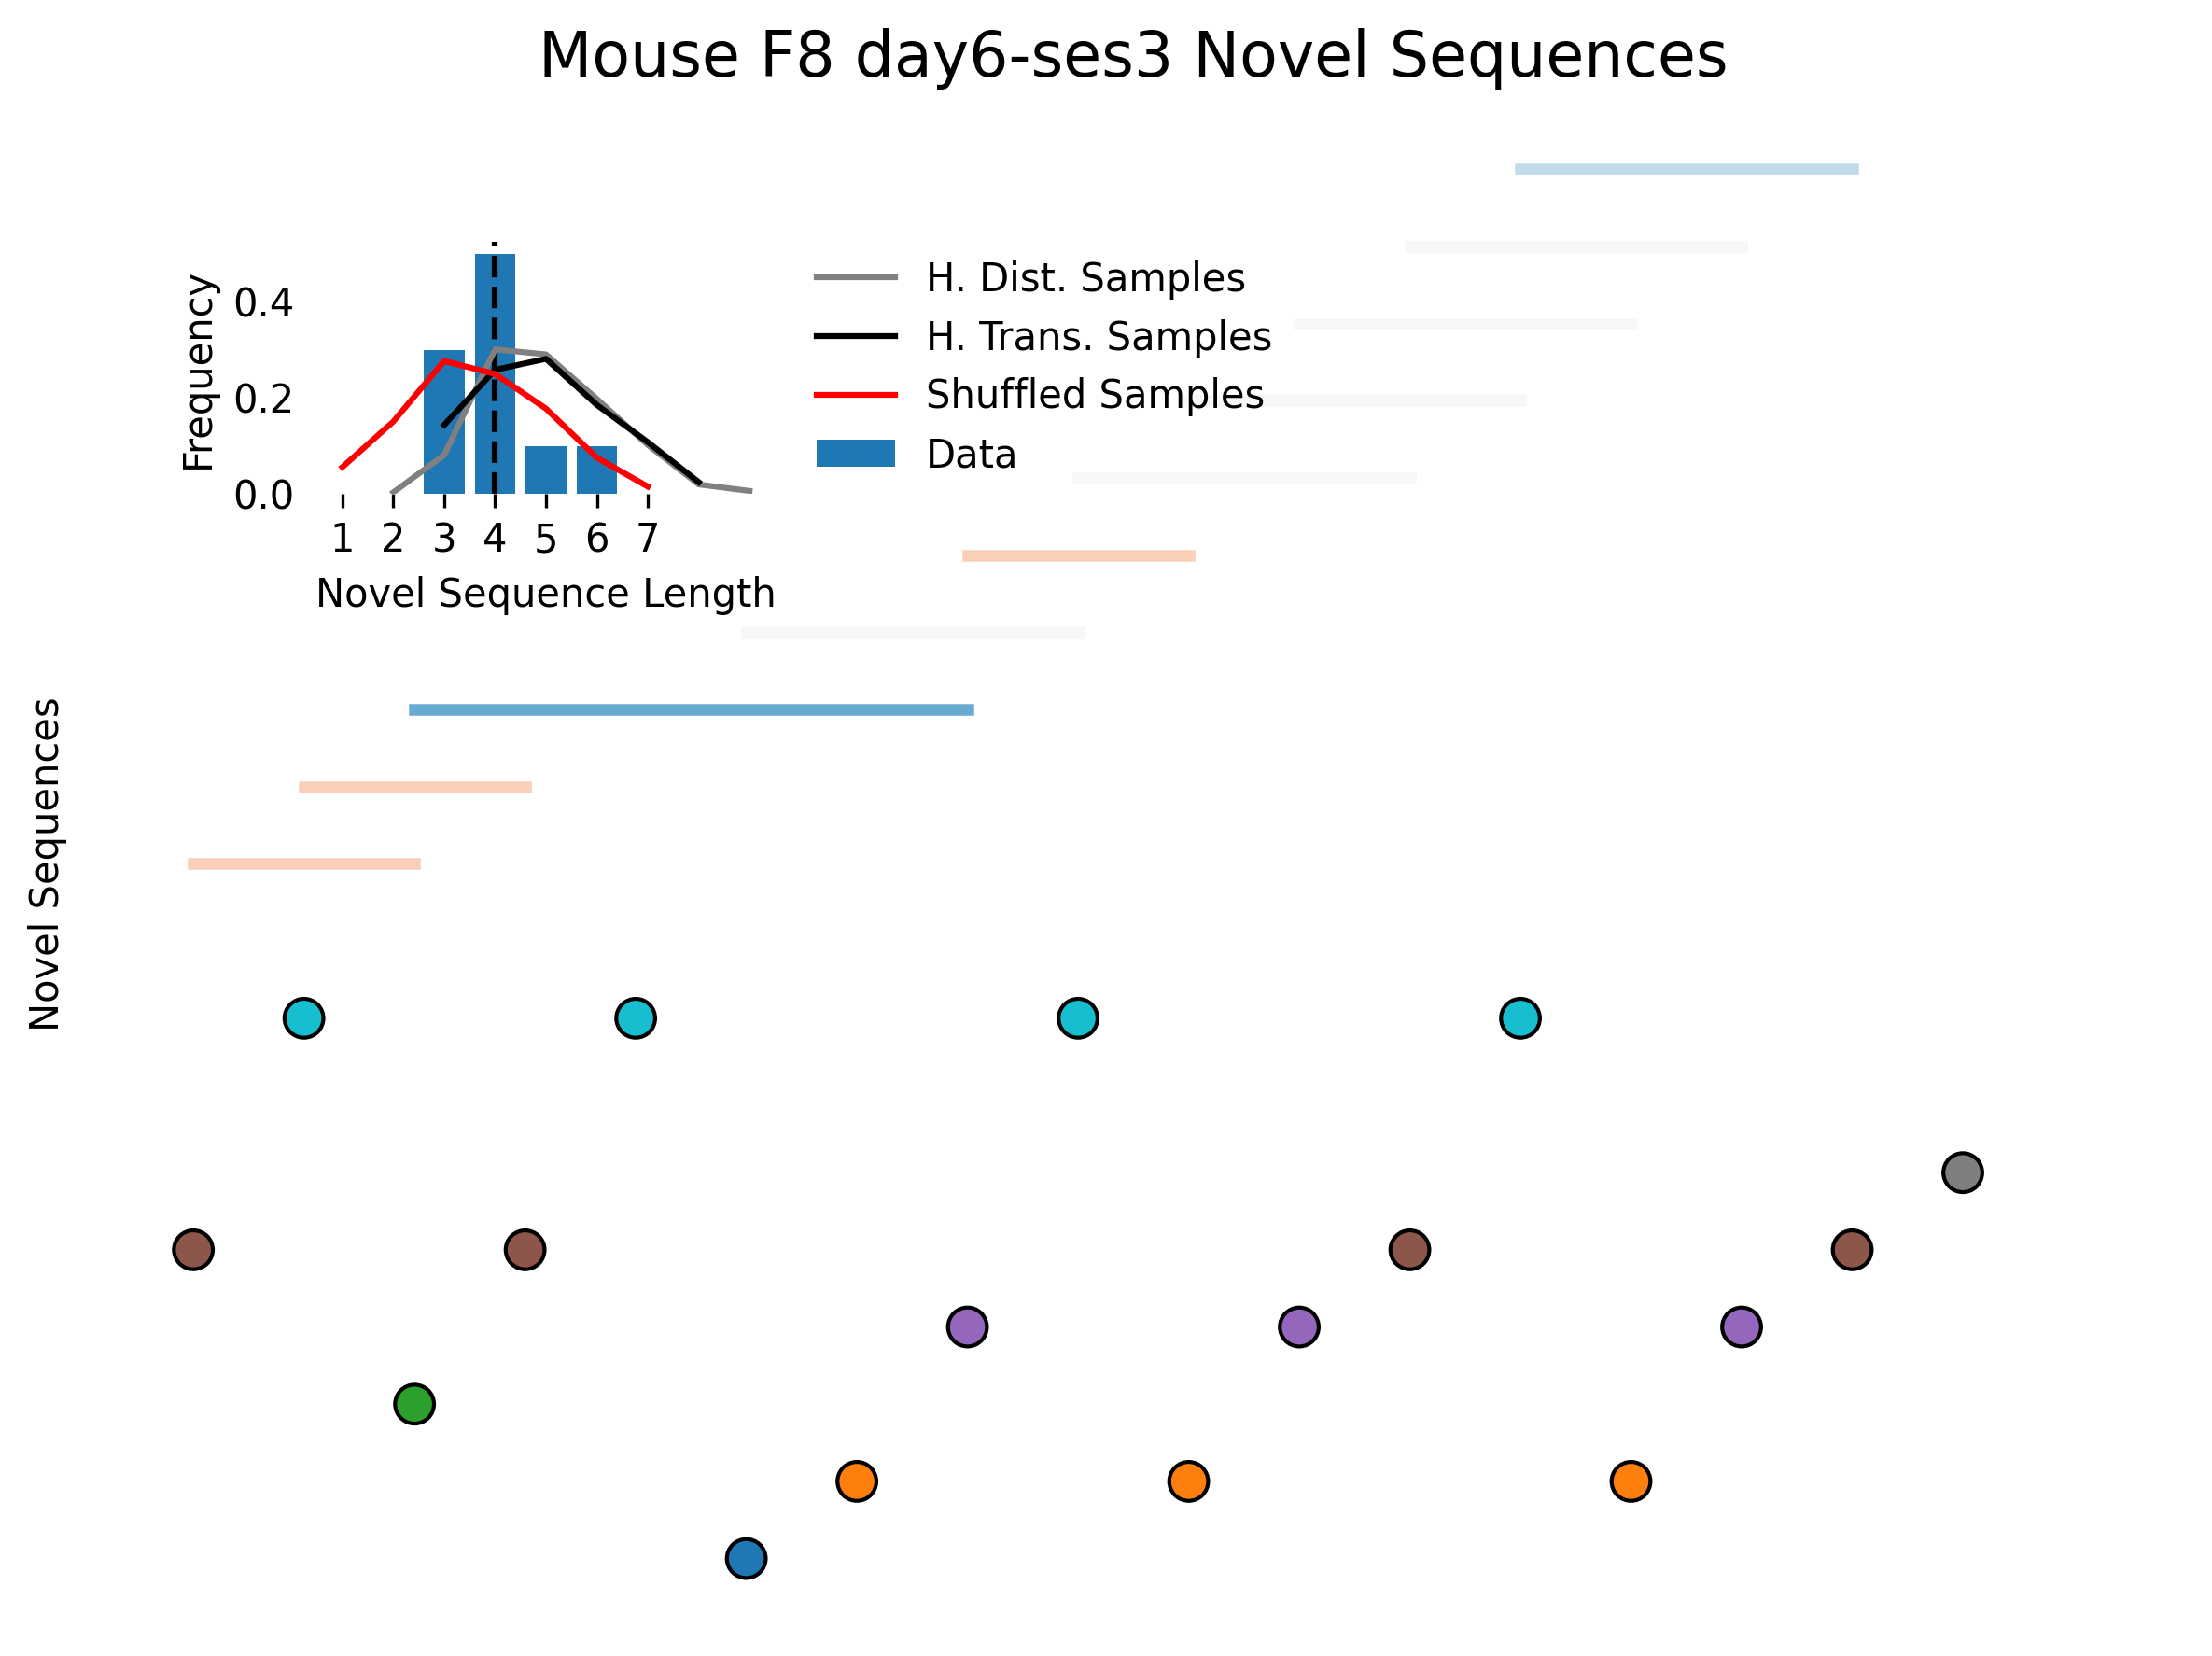 Mouse F8 day6-ses3 Novel Sequences
Frequency
0.4
0.2
0.0
1 2 3 4 5 6 7
Novel Sequence Length
H. Dist. Samples
H. Trans. Samples
Shuffled Samples
Data
Novel Sequences